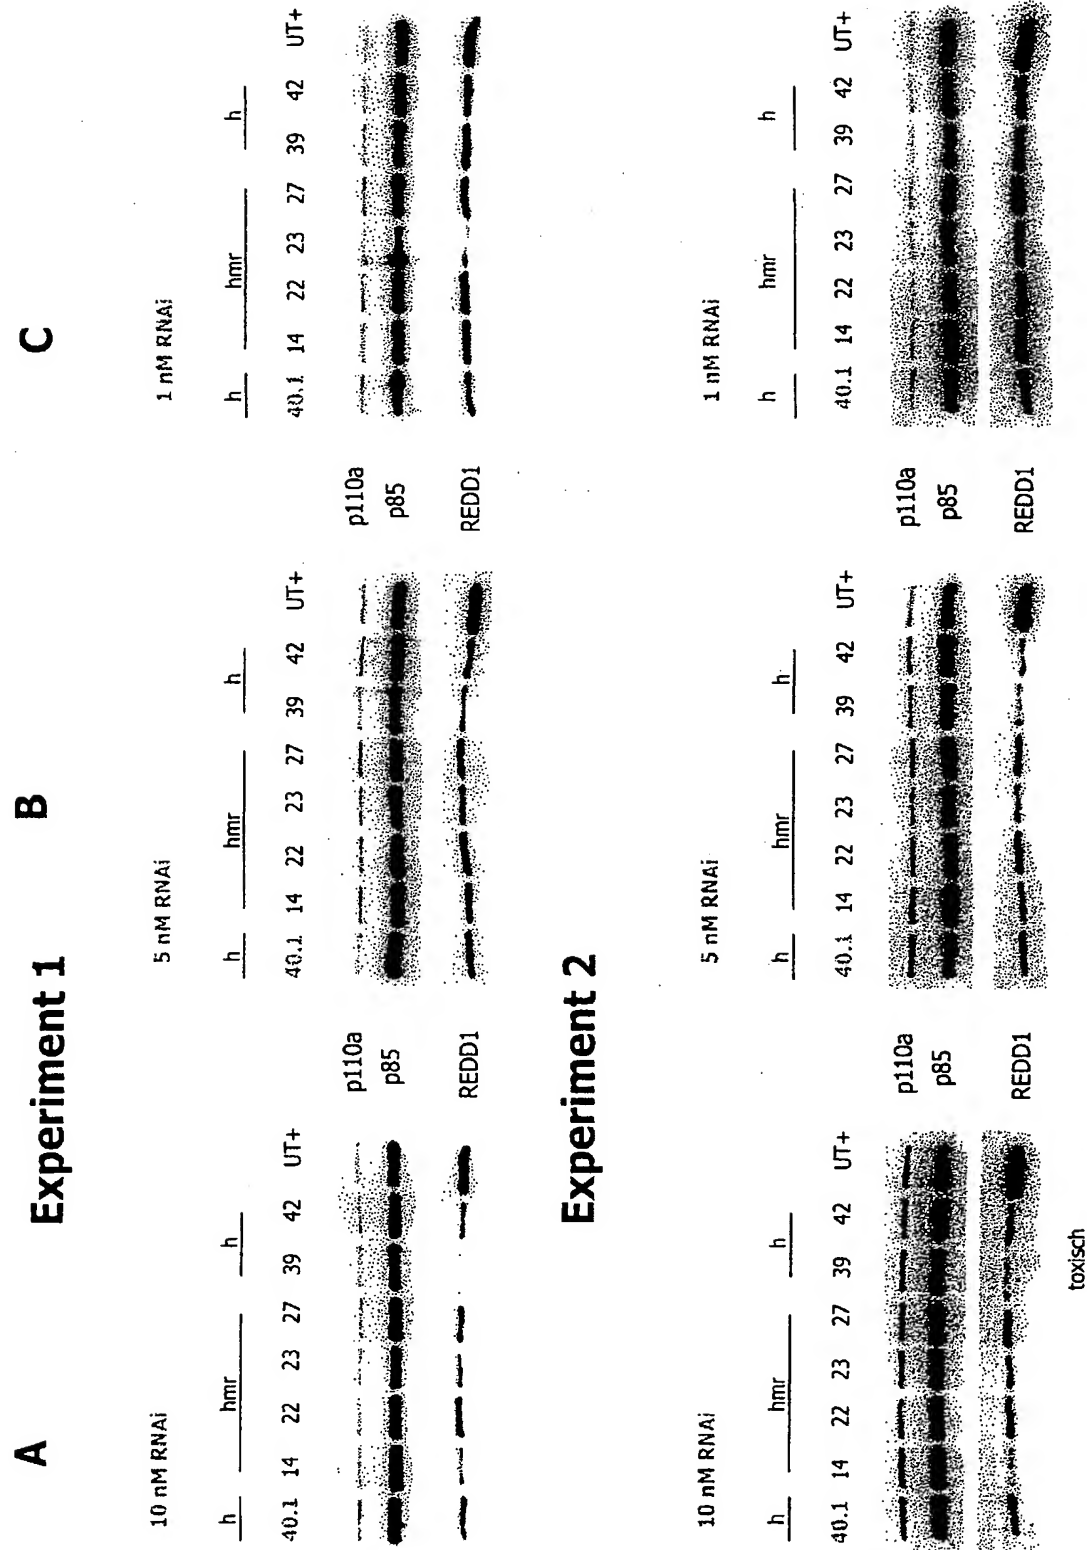 A B C
Experiment 1
10 nM RNAi 5 nM RNAi 1 nM RNAi
h hmr h h hmr h h hmr h
40.1 14 22 23 27 39 42 UT+ 40.1 14 22 23 27 39 42 UT+ 40.1 14 22 23 27 39 42 UT+
p110a p110a
p85 p85
REDD1 REDD1
Experiment 2
10 nM RNAi 5 nM RNAi 1 nM RNAi
h hmr h h hmr h h hmr h
40.1 14 22 23 27 39 42 UT+ 40.1 14 22 23 27 39 42 UT+ 40.1 14 22 23 27 39 42 UT+
p110a p110a
p85 p85
REDD1 REDD1
toxisch